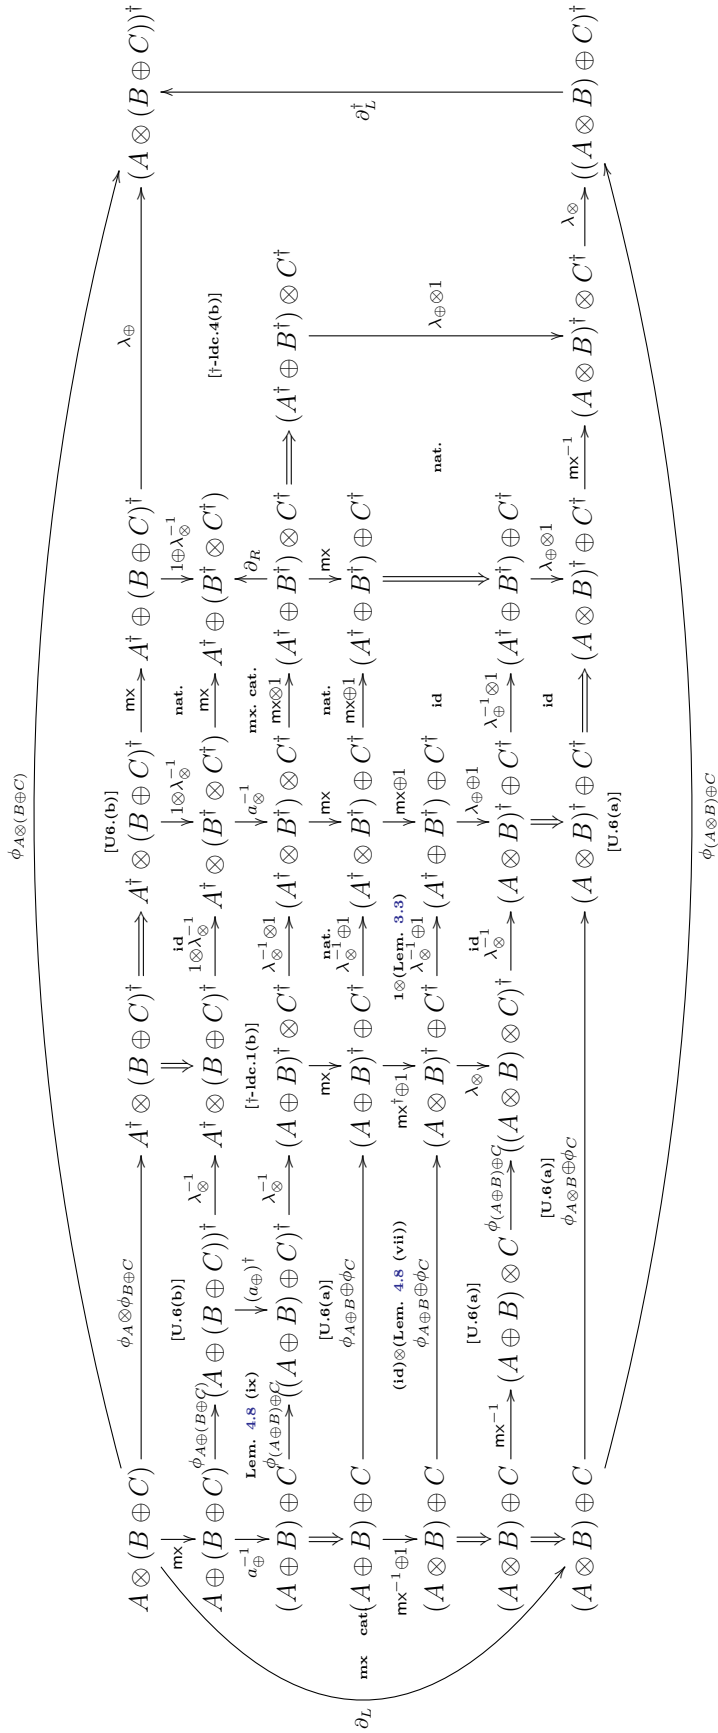 ϕ_{A⊗(B⊕C)}
A ⊗ (B ⊕ C) ϕ_A⊗ϕ_{B⊕C} A† ⊗ (B ⊕ C)† A† ⊗ (B ⊕ C)† mx A† ⊕ (B ⊕ C)† λ_⊕ (A ⊗ (B ⊕ C))†
mx [U.6(b)] [U6.(b)] 1⊗λ_⊗^{-1} nat. 1⊕λ_⊗^{-1}
A ⊕ (B ⊕ C) ϕ_{A⊕(B⊕C)} (A ⊕ (B ⊕ C))† λ_⊗^{-1} A† ⊗ (B ⊕ C)† id 1⊗λ_⊗^{-1} A† ⊗ (B† ⊗ C†) mx A† ⊕ (B† ⊗ C†)
a_⊕^{-1} Lem. 4.8 (ix) (a_⊕)† [†-ldc.1(b)] a_⊗^{-1} mx. cat. ∂_R [†-ldc.4(b)]
(A ⊕ B) ⊕ C ϕ_{(A⊕B)⊕C} ((A ⊕ B) ⊕ C)† λ_⊗^{-1} (A ⊕ B)† ⊗ C† λ_⊗^{-1}⊗1 (A† ⊗ B†) ⊗ C† mx⊗1 (A† ⊕ B†) ⊗ C† (A† ⊕ B†) ⊗ C†
[U.6(a)] mx nat. mx nat. mx
mx cat (A ⊕ B) ⊕ C ϕ_{A⊕B}⊕ϕ_C (A ⊕ B)† ⊕ C† λ_⊗^{-1}⊕1 (A† ⊗ B†) ⊕ C† mx⊕1 (A† ⊕ B†) ⊕ C†
∂_L mx^{-1}⊕1 (id)⊗(Lem. 4.8 (vii)) mx†⊕1 1⊗(Lem. 3.3) mx⊕1 id nat. λ_⊕⊗1 ∂_L†
(A ⊗ B) ⊕ C ϕ_{A⊕B}⊕ϕ_C (A ⊗ B)† ⊕ C† λ_⊗^{-1}⊕1 (A† ⊕ B†) ⊕ C†
[U.6(a)] λ_⊗ id λ_⊕⊕1
(A ⊗ B) ⊕ C mx^{-1} (A ⊕ B) ⊗ C ϕ_{(A⊕B)⊕C} ((A ⊗ B) ⊗ C)† λ_⊗^{-1} (A ⊗ B)† ⊕ C† λ_⊕^{-1}⊗1 (A† ⊕ B†) ⊕ C†
[U.6(a)] id λ_⊕⊗1
(A ⊗ B) ⊕ C ϕ_{A⊗B}⊕ϕ_C (A ⊗ B)† ⊕ C† (A ⊗ B)† ⊕ C† mx^{-1} (A ⊗ B)† ⊗ C† λ_⊗ ((A ⊗ B) ⊕ C)†
[U.6(a)]
ϕ_{(A⊗B)⊕C}